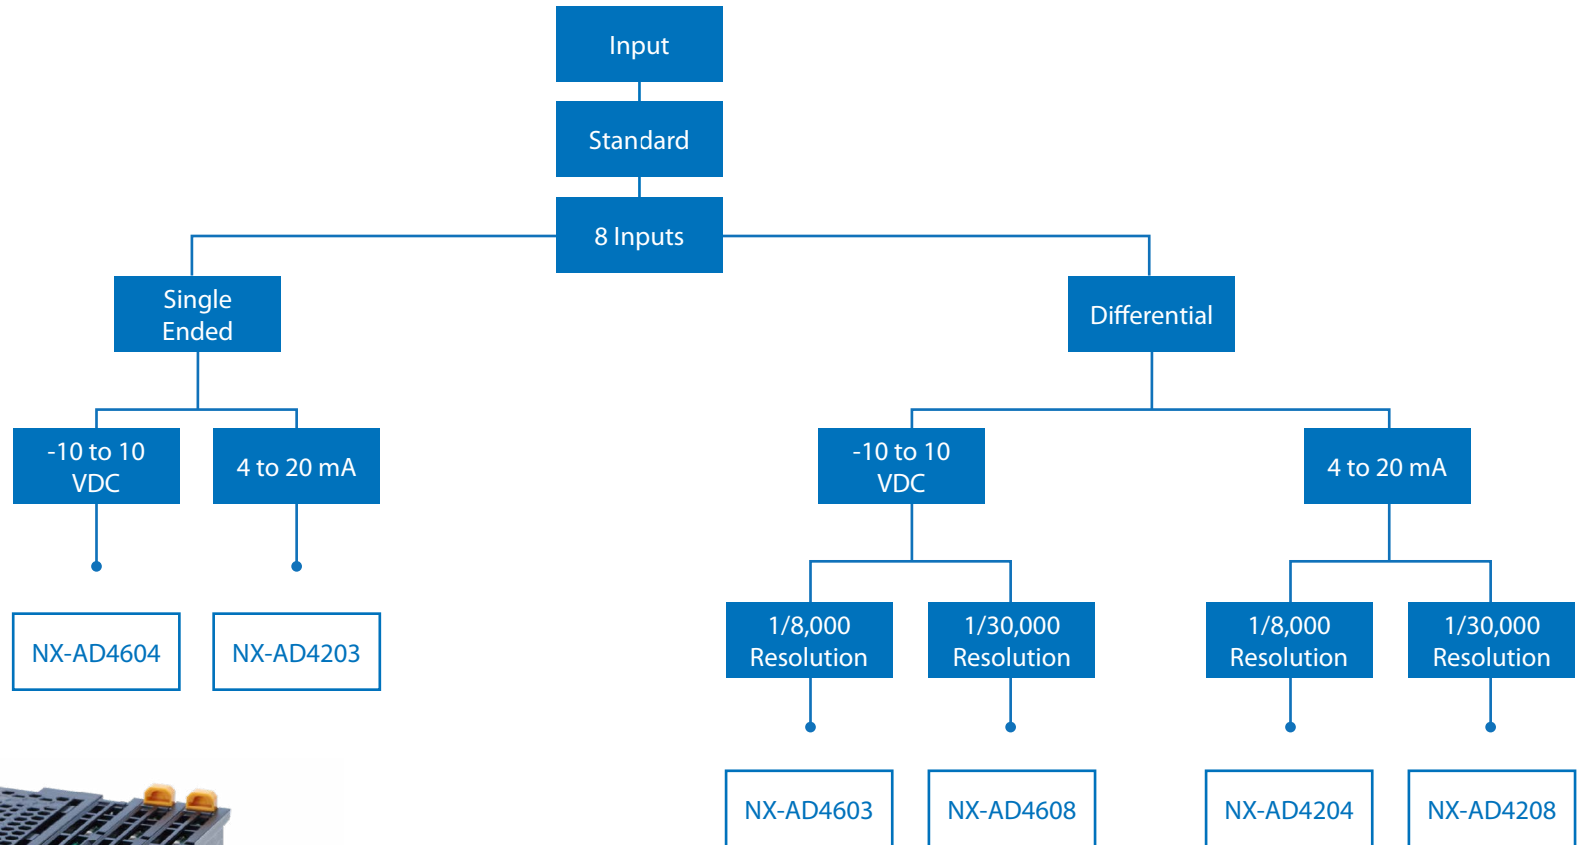 Input
Standard
8 Inputs
Single
Ended
Differential
-10 to 10
VDC
4 to 20 mA
-10 to 10
VDC
4 to 20 mA
1/8,000
Resolution
1/30,000
Resolution
1/8,000
Resolution
1/30,000
Resolution
NX-AD4604
NX-AD4203
NX-AD4603
NX-AD4608
NX-AD4204
NX-AD4208